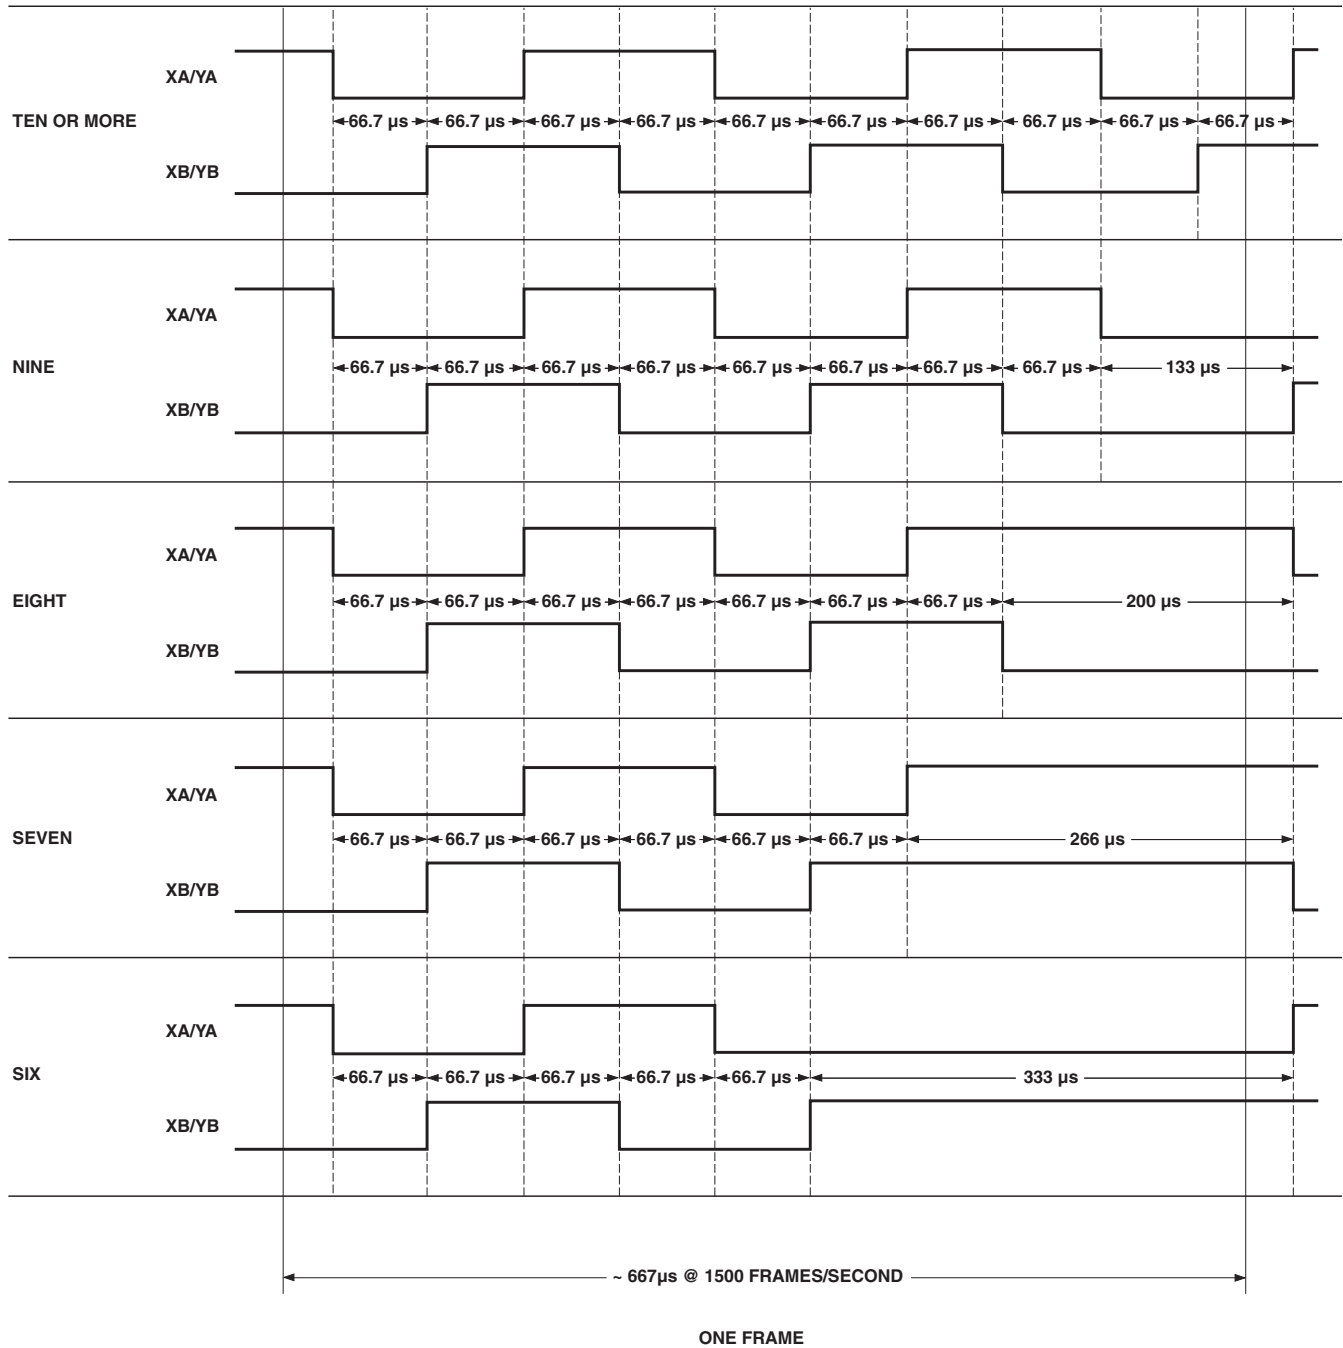 XA/YA
TEN OR MORE
66.7 µs 66.7 µs 66.7 µs 66.7 µs 66.7 µs 66.7 µs 66.7 µs 66.7 µs 66.7 µs 66.7 µs
XB/YB
XA/YA
NINE
66.7 µs 66.7 µs 66.7 µs 66.7 µs 66.7 µs 66.7 µs 66.7 µs 66.7 µs 133 µs
XB/YB
XA/YA
EIGHT
66.7 µs 66.7 µs 66.7 µs 66.7 µs 66.7 µs 66.7 µs 66.7 µs 200 µs
XB/YB
XA/YA
SEVEN
66.7 µs 66.7 µs 66.7 µs 66.7 µs 66.7 µs 66.7 µs 266 µs
XB/YB
XA/YA
SIX
66.7 µs 66.7 µs 66.7 µs 66.7 µs 66.7 µs 333 µs
XB/YB
~ 667µs @ 1500 FRAMES/SECOND
ONE FRAME